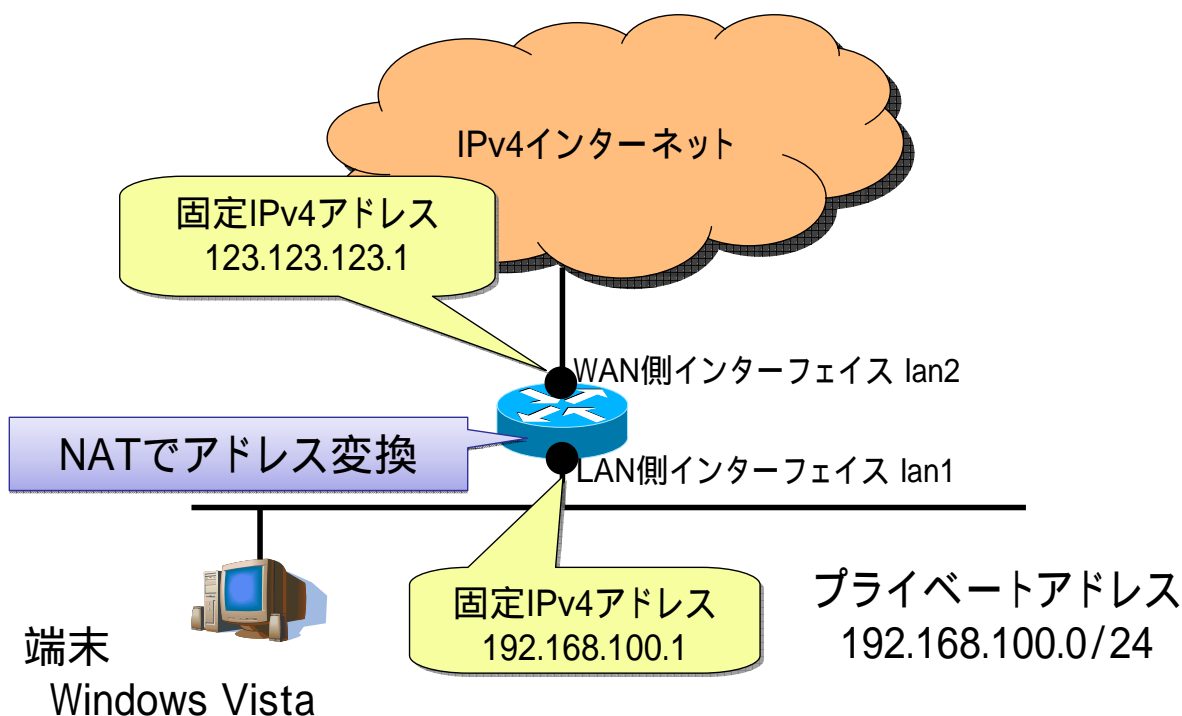 IPv4インターネット
固定IPv4アドレス
123.123.123.1
WAN側インターフェイス lan2
NATでアドレス変換
LAN側インターフェイス lan1
固定IPv4アドレス
192.168.100.1
プライベートアドレス
192.168.100.0/24
端末
Windows Vista